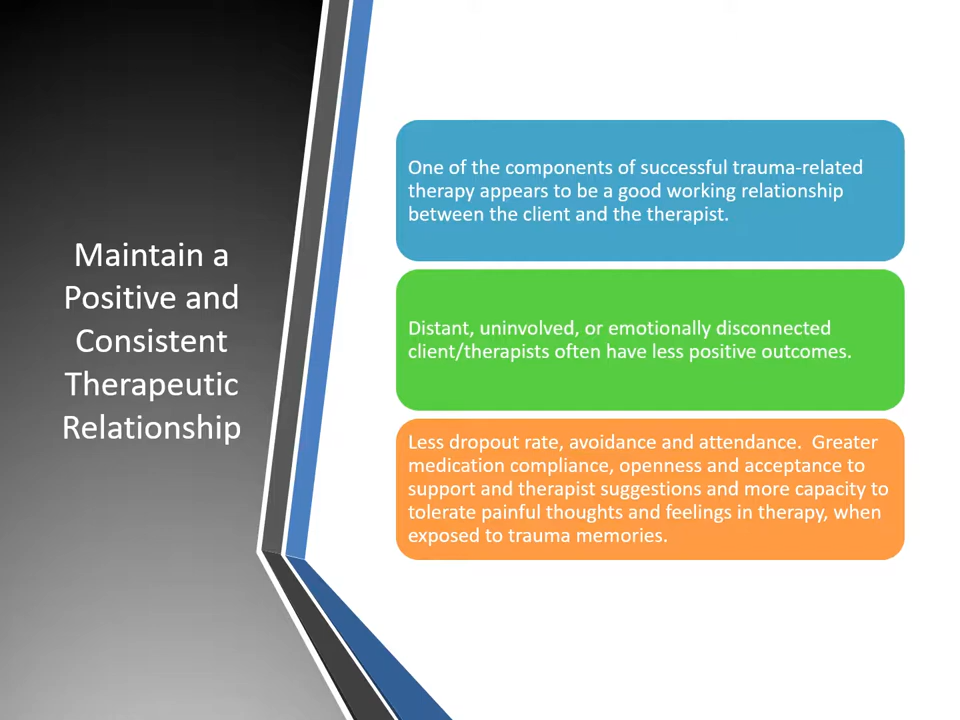 Maintain a
Positive and
Consistent
Therapeutic
Relationship
One of the components of successful trauma-related
therapy appears to be a good working relationship
between the client and the therapist.
Distant, uninvolved, or emotionally disconnected
client/therapists often have less positive outcomes.
Less dropout rate, avoidance and attendance.  Greater
medication compliance, openness and acceptance to
support and therapist suggestions and more capacity to
tolerate painful thoughts and feelings in therapy, when
exposed to trauma memories.